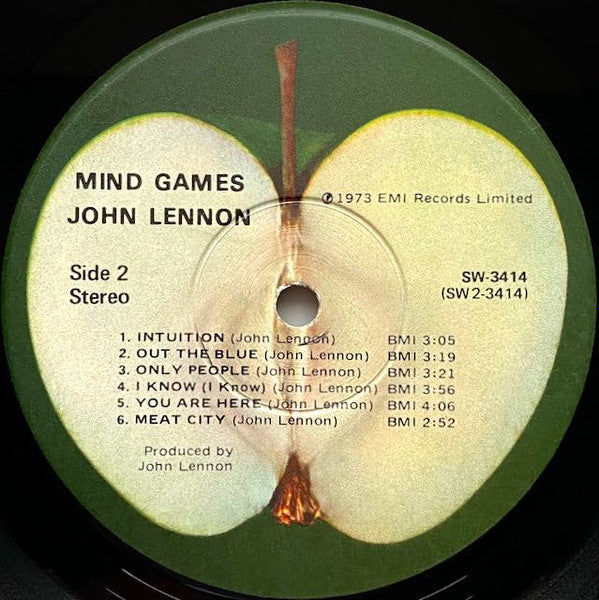 MIND GAMES
JOHN LENNON
℗1973 EMI Records Limited
Side 2
Stereo
SW-3414
(SW2-3414)
1. INTUITION (John Lennon) BMI 3:05
2. OUT THE BLUE (John Lennon) BMI 3:19
3. ONLY PEOPLE (John Lennon) BMI 3:21
4. I KNOW (I Know) (John Lennon) BMI 3:56
5. YOU ARE HERE (John Lennon) BMI 4:06
6. MEAT CITY (John Lennon) BMI 2:52
Produced by
John Lennon